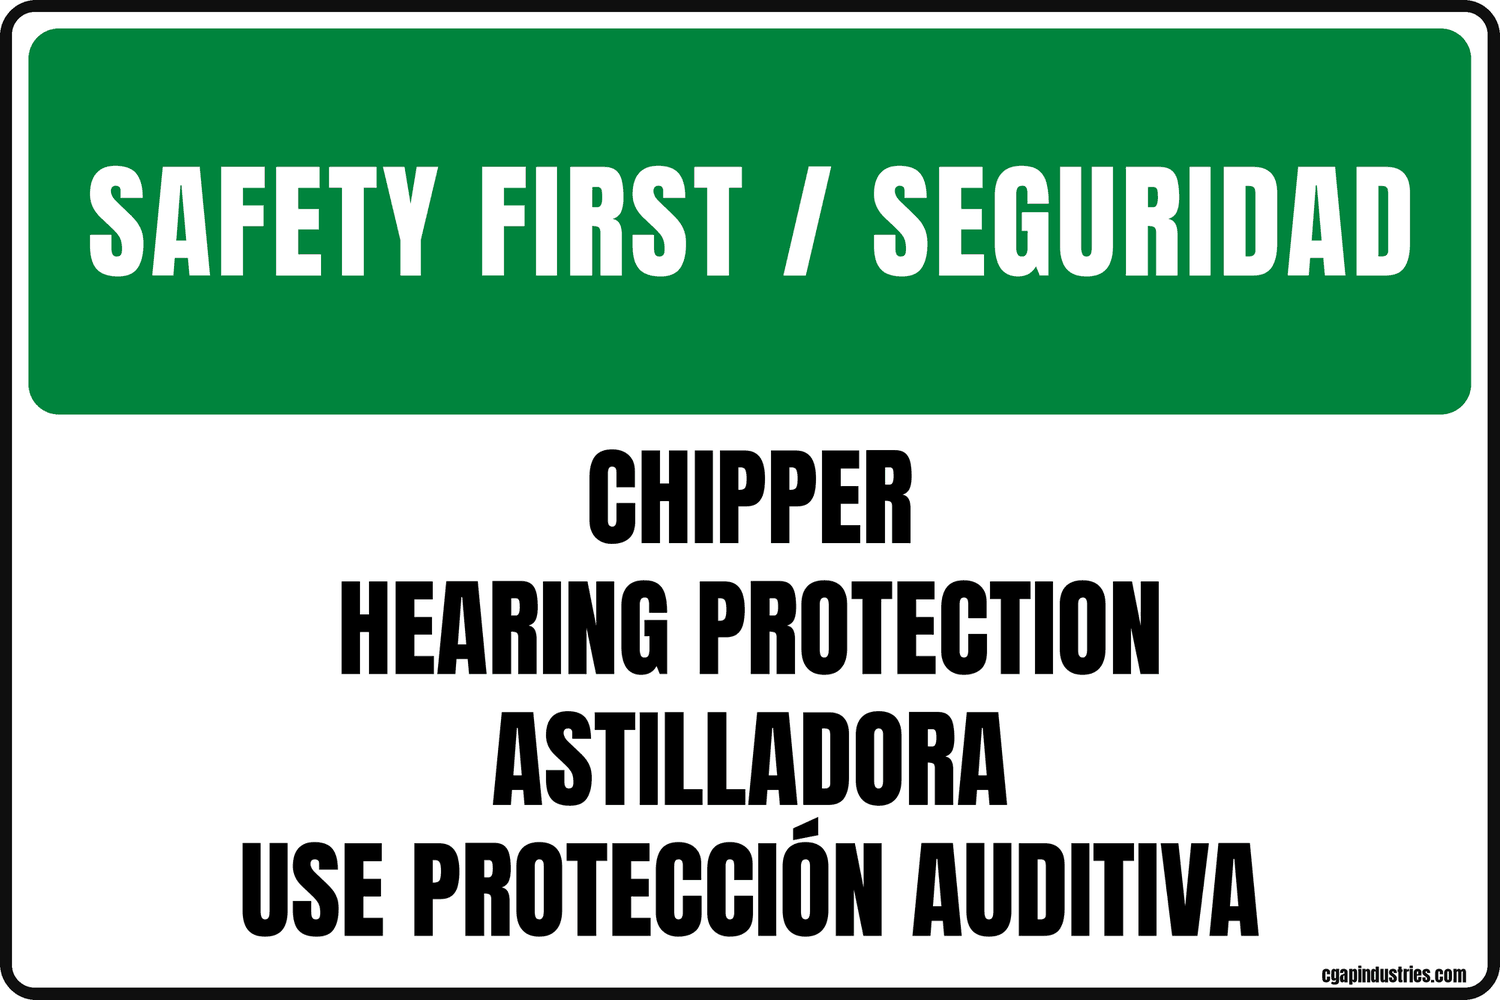 SAFETY FIRST / SEGURIDAD
CHIPPER
HEARING PROTECTION
ASTILLADORA
USE PROTECCIÓN AUDITIVA
cgapindustries.com